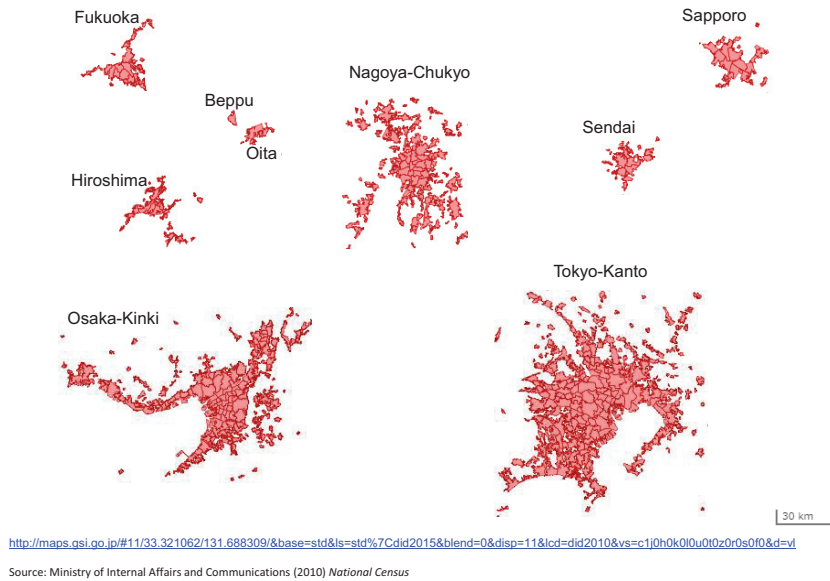 Fukuoka
Sapporo
Nagoya-Chukyo
Beppu
Sendai
Oita
Hiroshima
Tokyo-Kanto
Osaka-Kinki
30 km
http://maps.gsi.go.jp/#11/33.321062/131.688309/&base=std&ls=std%7Cdid2015&blend=0&disp=11&lcd=did2010&vs=c1j0h0k0l0u0t0z0r0s0f0&d=vl
Source: Ministry of Internal Affairs and Communications (2010) National Census